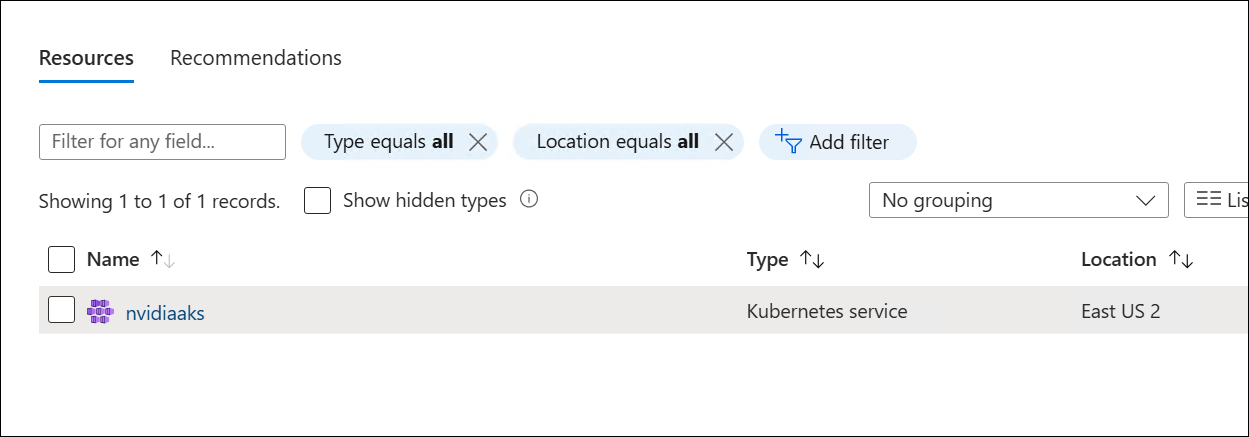 Resources Recommendations
Filter for any field... Type equals all Location equals all Add filter
Showing 1 to 1 of 1 records. Show hidden types No grouping Lis
Name Type Location
nvidiaaks Kubernetes service East US 2